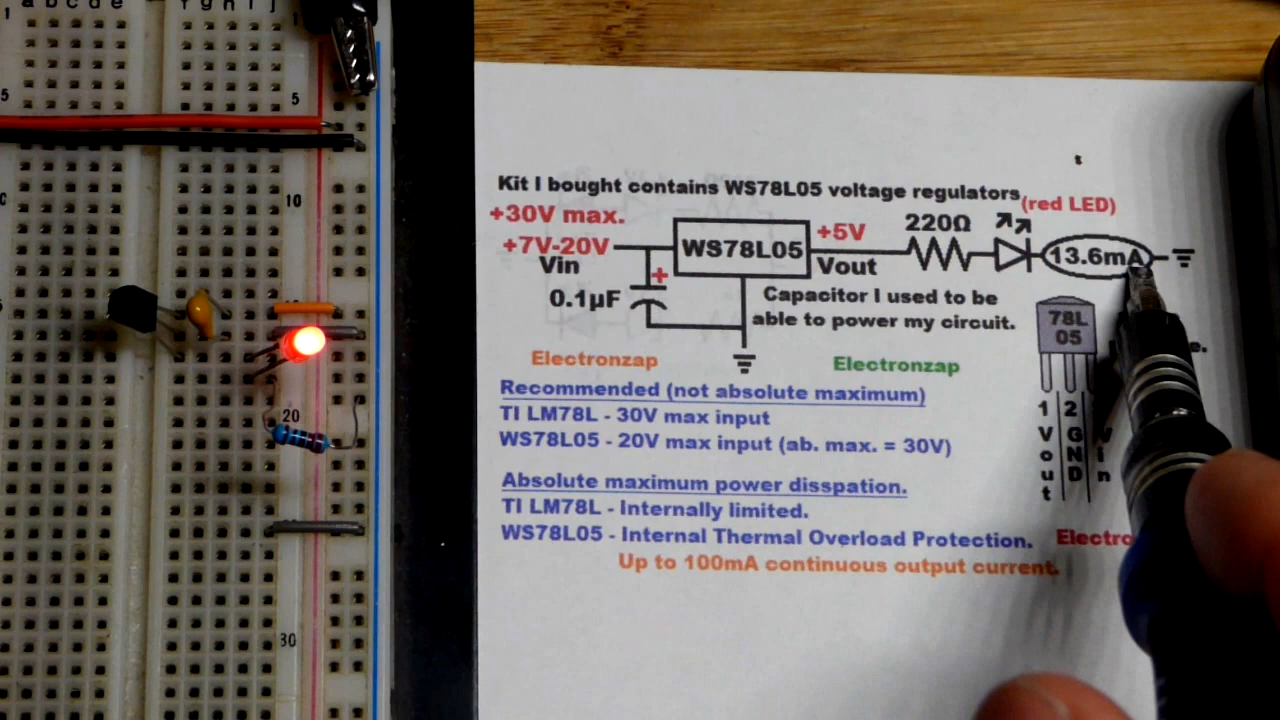 a b c d e f g h i j
1
1
5
5
10
20
30
Kit I bought contains WS78L05 voltage regulators
(red LED)
+30V max.
+7V-20V
Vin
WS78L05
+5V
Vout
220Ω
13.6mA
+
0.1µF
Capacitor I used to be
able to power my circuit.
78L
05
Electronzap
Electronzap
Recommended (not absolute maximum)
TI LM78L - 30V max input
WS78L05 - 20V max input (ab. max. = 30V)
Absolute maximum power disspation.
TI LM78L - Internally limited.
WS78L05 - Internal Thermal Overload Protection.
Up to 100mA continuous output current.
1 Vout
2 GND